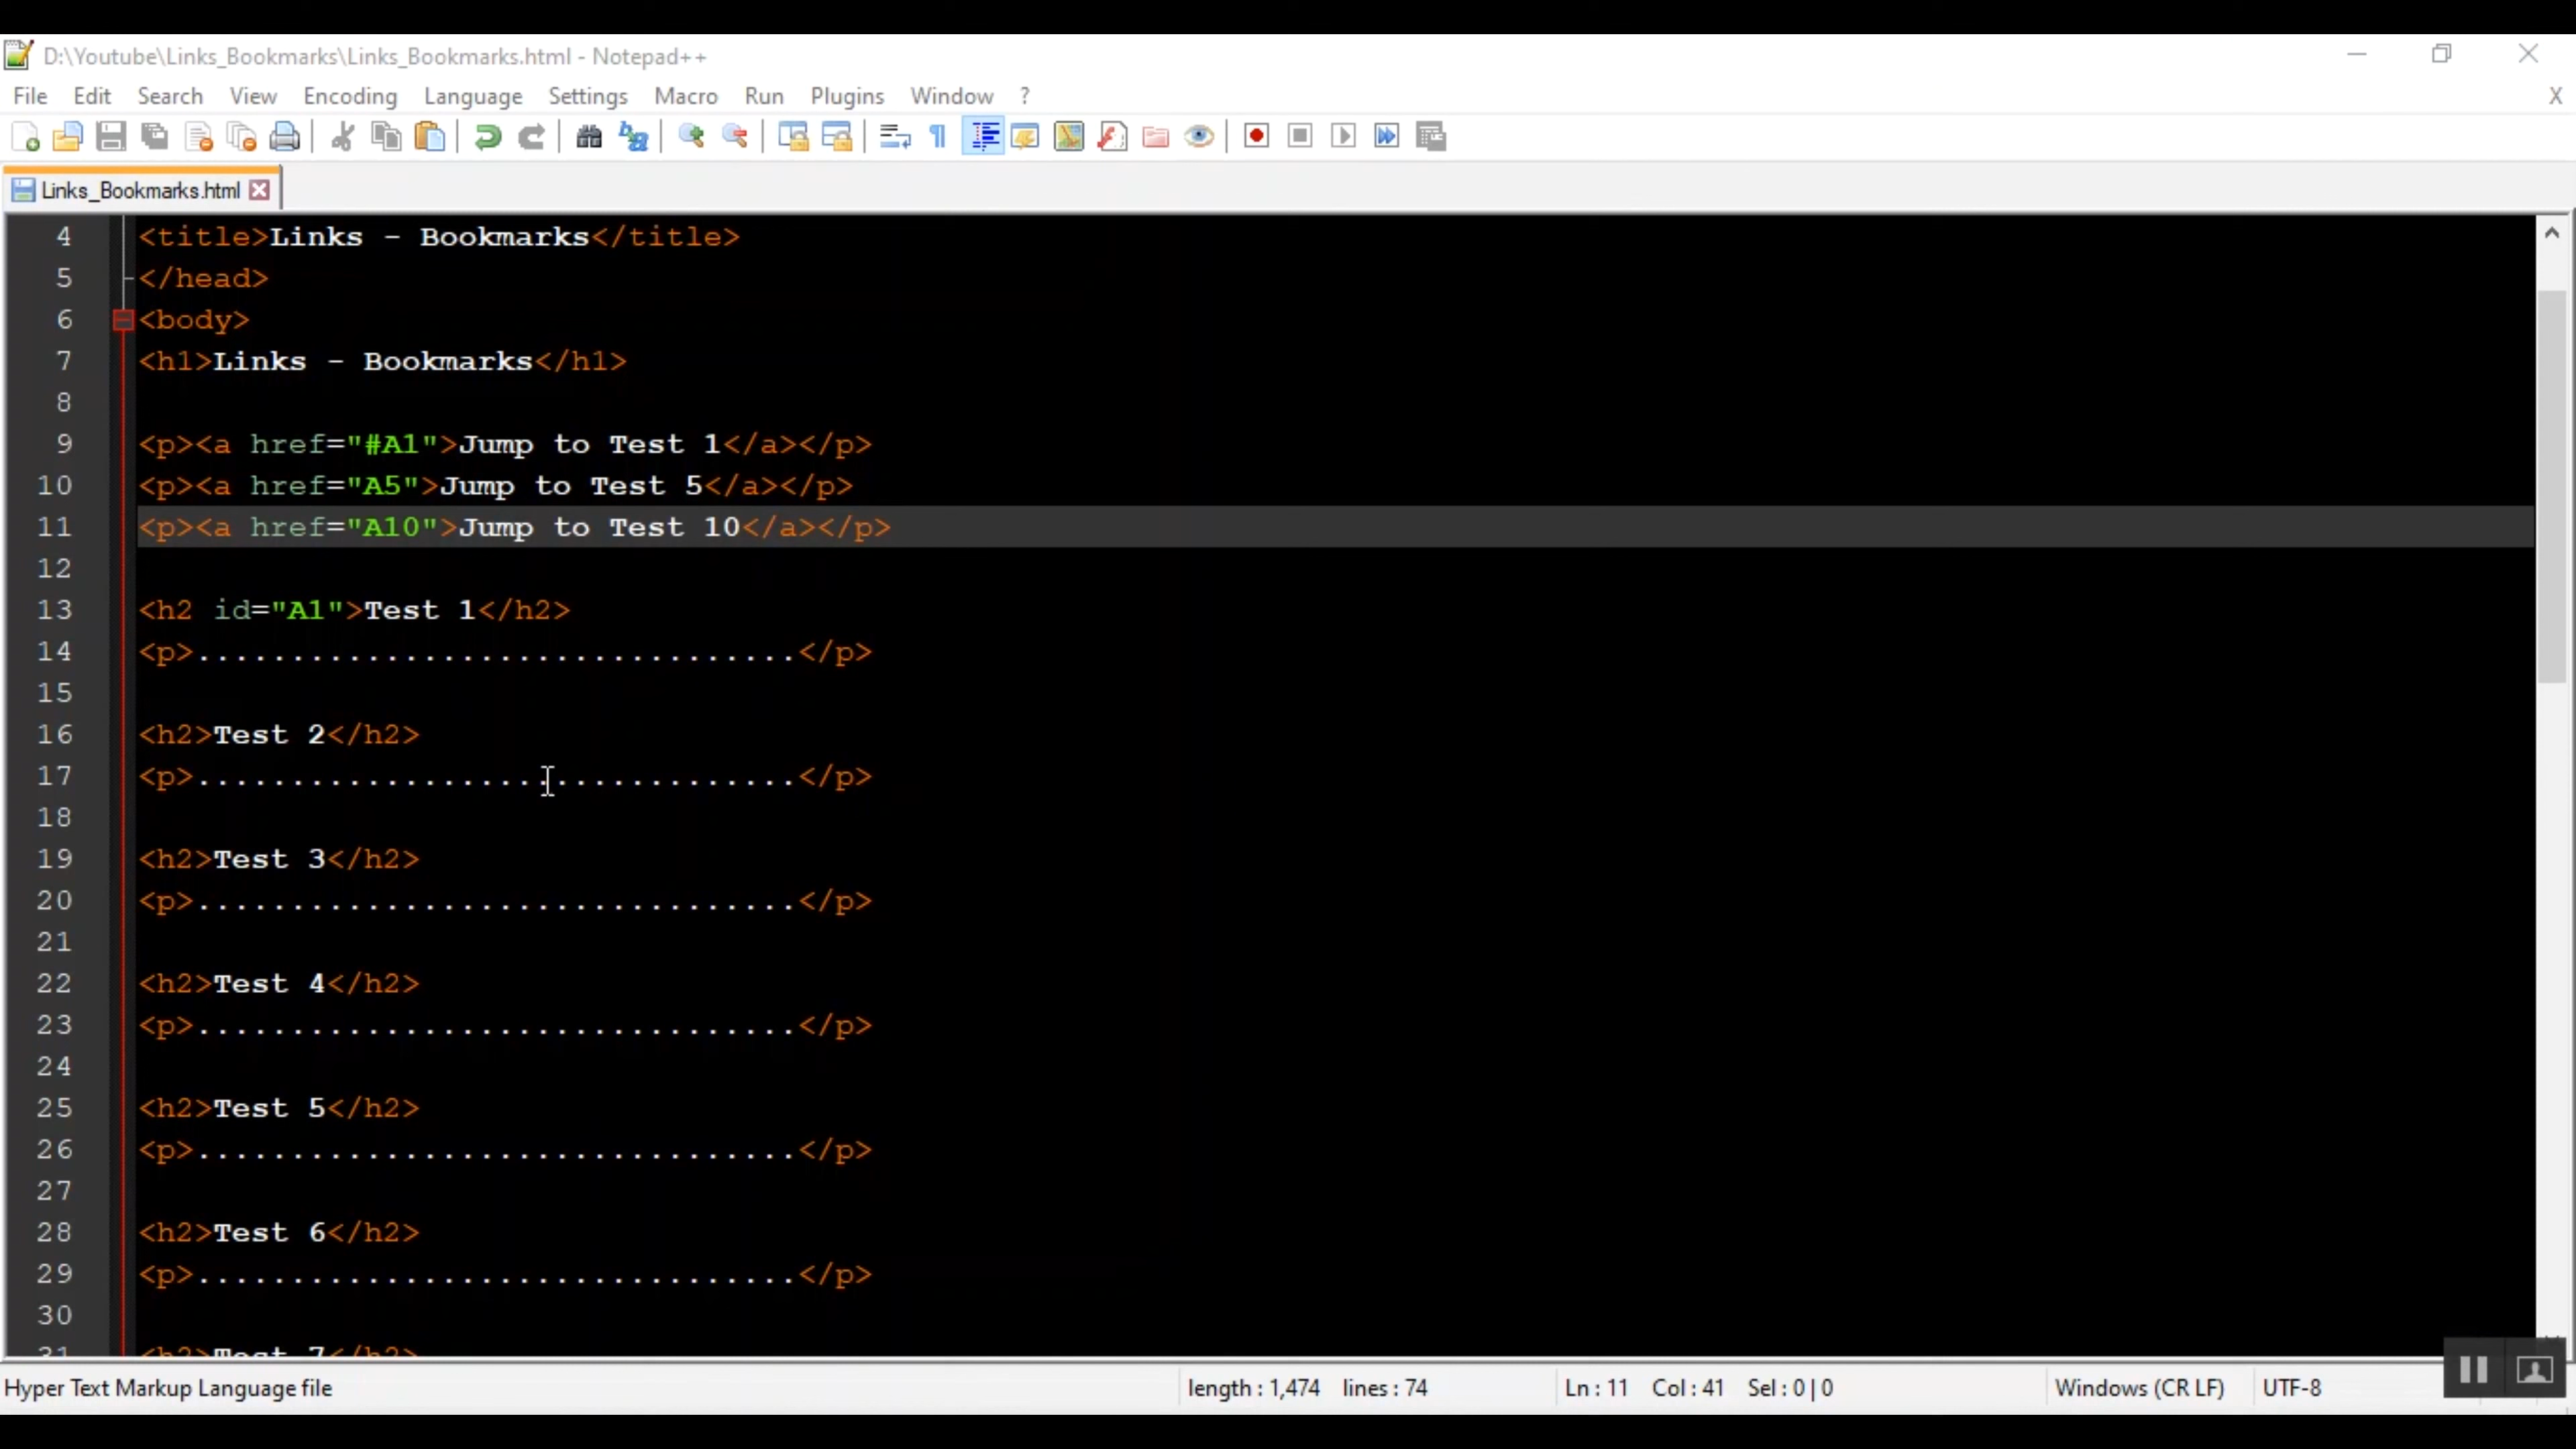 D:\Youtube\Links_Bookmarks\Links_Bookmarks.html - Notepad++
File Edit Search View Encoding Language Settings Macro Run Plugins Window ? X
Links_Bookmarks.html
4 <title>Links - Bookmarks</title>
5 </head>
6 <body>
7 <h1>Links - Bookmarks</h1>
8
9 <p><a href="#A1">Jump to Test 1</a></p>
10 <p><a href="A5">Jump to Test 5</a></p>
11 <p><a href="A10">Jump to Test 10</a></p>
12
13 <h2 id="A1">Test 1</h2>
14 <p>................................</p>
15
16 <h2>Test 2</h2>
17 <p>................................</p>
18
19 <h2>Test 3</h2>
20 <p>................................</p>
21
22 <h2>Test 4</h2>
23 <p>................................</p>
24
25 <h2>Test 5</h2>
26 <p>................................</p>
27
28 <h2>Test 6</h2>
29 <p>................................</p>
30
31 <h2>Test 7</h2>
Hyper Text Markup Language file length : 1,474 lines : 74 Ln : 11 Col : 41 Sel : 0 | 0 Windows (CR LF) UTF-8